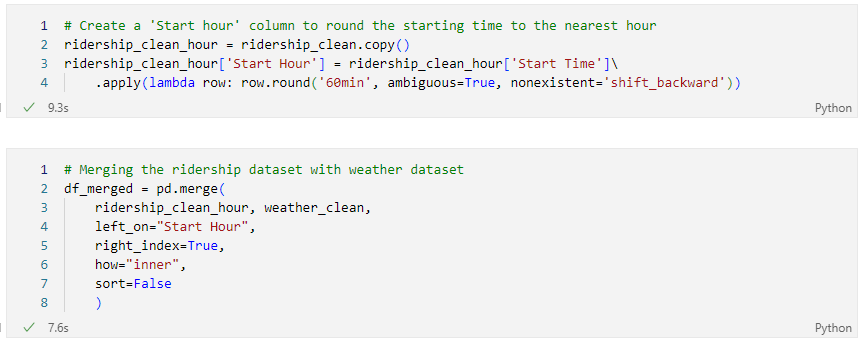 1 # Create a 'Start hour' column to round the starting time to the nearest hour
2 ridership_clean_hour = ridership_clean.copy()
3 ridership_clean_hour['Start Hour'] = ridership_clean_hour['Start Time']\
4     .apply(lambda row: row.round('60min', ambiguous=True, nonexistent='shift_backward'))
✓ 9.3s Python
1 # Merging the ridership dataset with weather dataset
2 df_merged = pd.merge(
3     ridership_clean_hour, weather_clean,
4     left_on="Start Hour",
5     right_index=True,
6     how="inner",
7     sort=False
8     )
✓ 7.6s Python